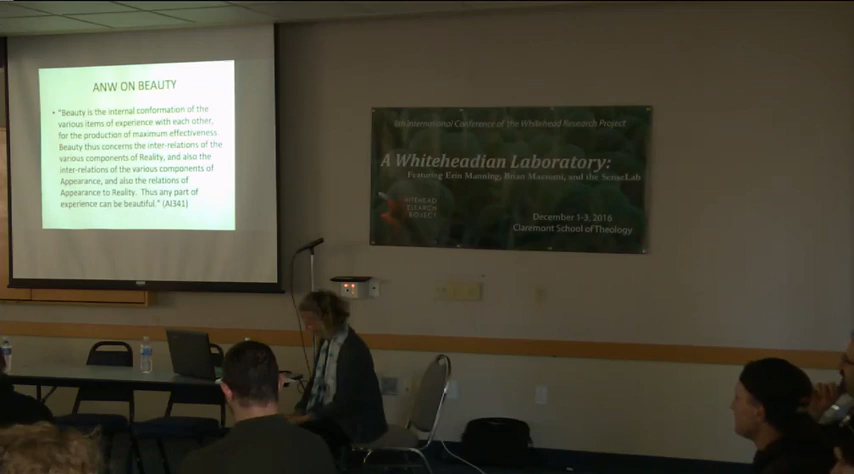 ANW ON BEAUTY
• "Beauty is the internal conformation of the
various items of experience with each other,
for the production of maximum effectiveness
Beauty thus concerns the inter-relations of the
various components of Reality, and also the
inter-relations of the various components of
Appearance, and also the relations of
Appearance to Reality. Thus any part of
experience can be beautiful." (AI341)
8th International Conference of the Whitehead Research Project
A Whiteheadian Laboratory:
Featuring Erin Manning, Brian Massumi, and the SenseLab
WHITEHEAD
RESEARCH
PROJECT
December 1-3, 2016
Claremont School of Theology